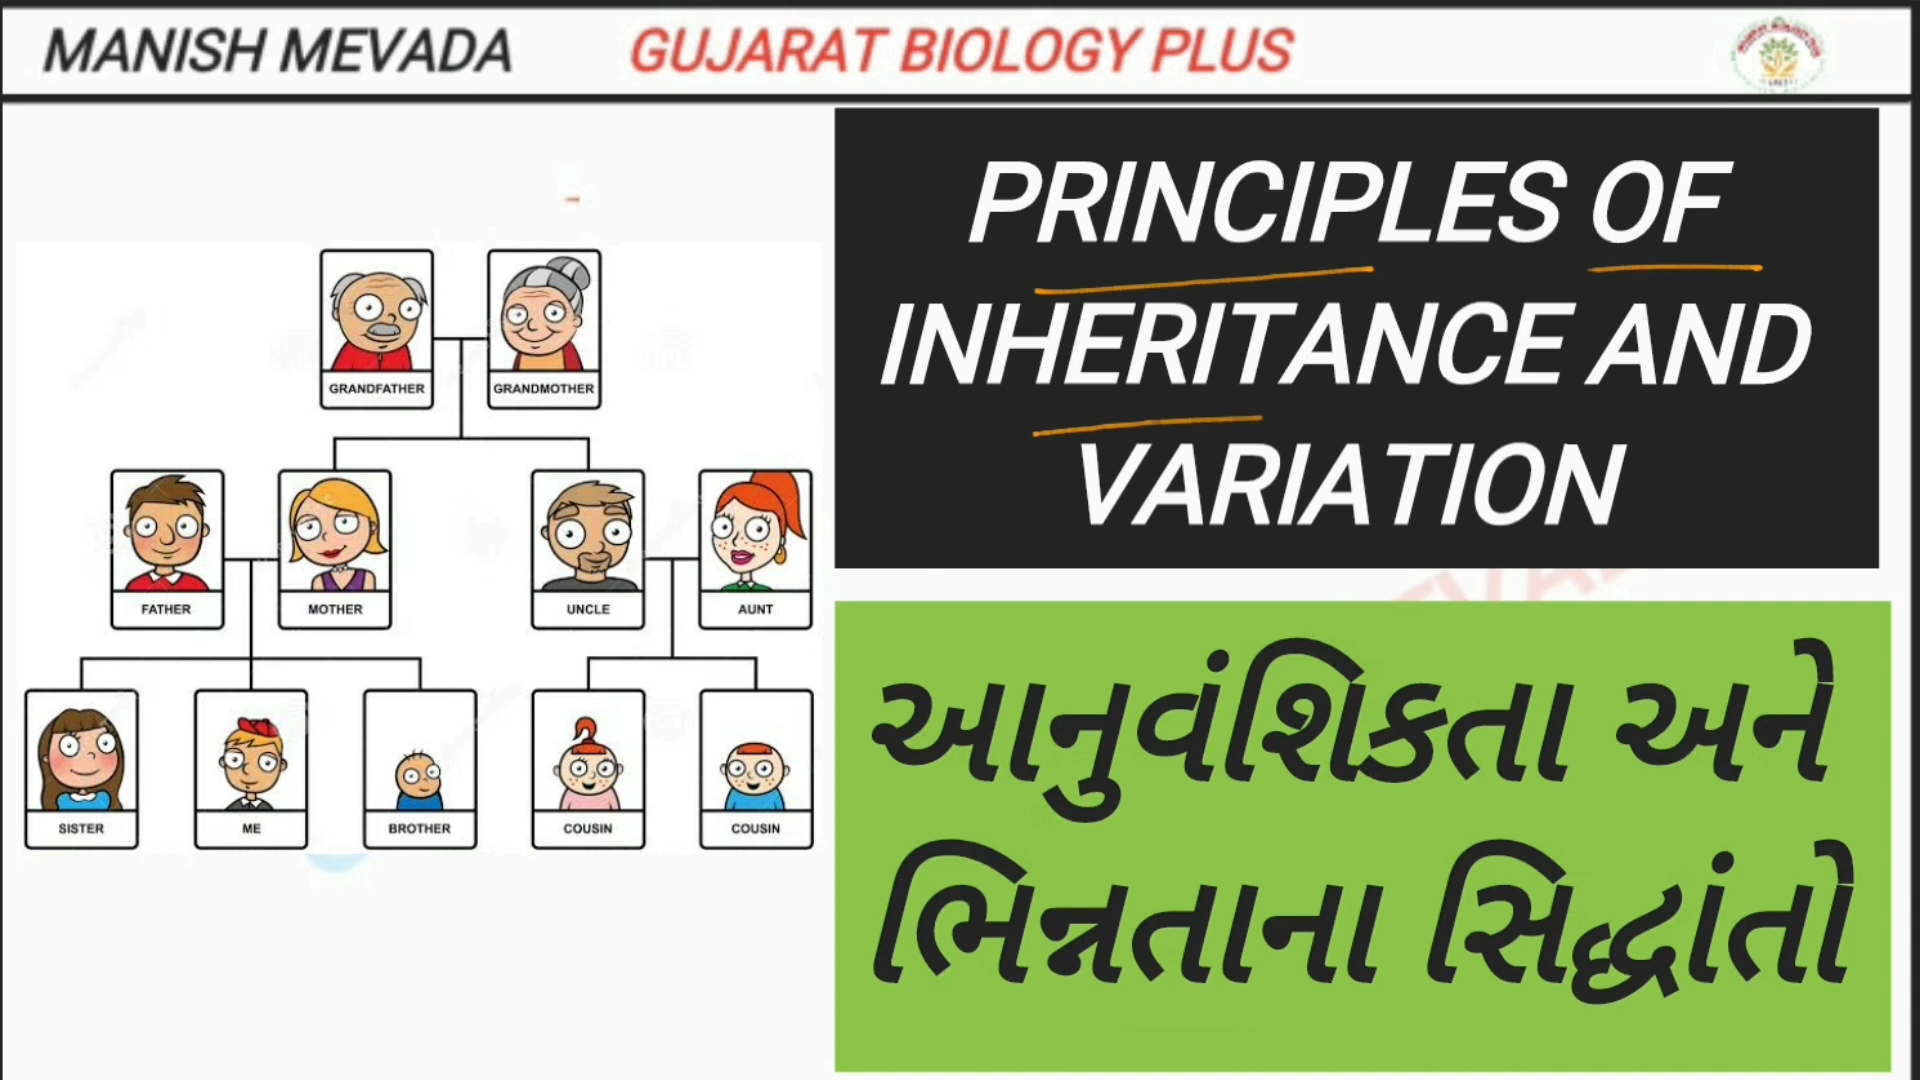 MANISH MEVADA GUJARAT BIOLOGY PLUS
PRINCIPLES OF
INHERITANCE AND
VARIATION
આનુવંશિકતા અને
ભિન્નતાના સિદ્ધાંતો
GRANDFATHER GRANDMOTHER
FATHER MOTHER UNCLE AUNT
SISTER ME BROTHER COUSIN COUSIN